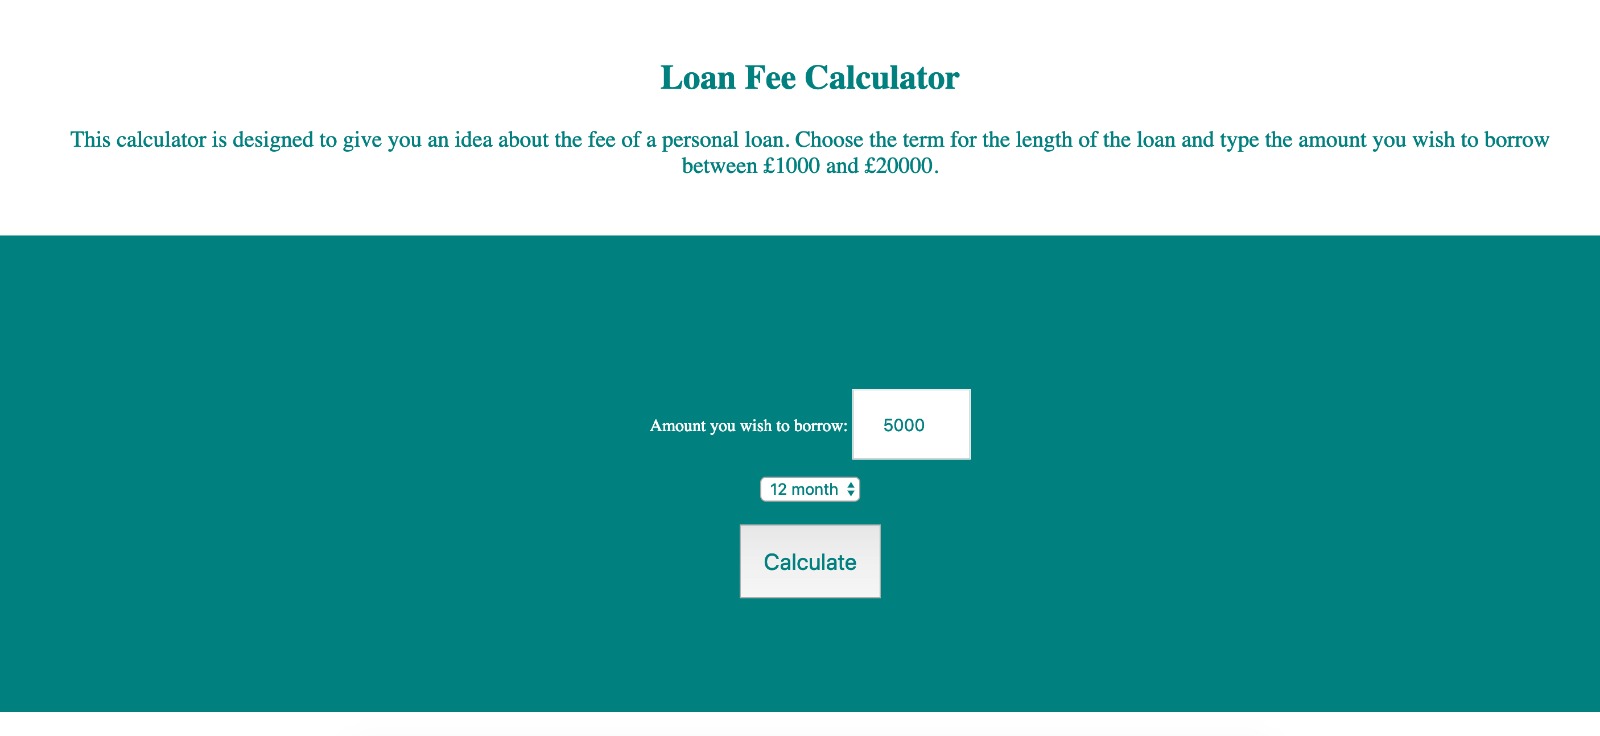 Loan Fee Calculator
This calculator is designed to give you an idea about the fee of a personal loan. Choose the term for the length of the loan and type the amount you wish to borrow
between £1000 and £20000.
Amount you wish to borrow: 5000
12 month
Calculate